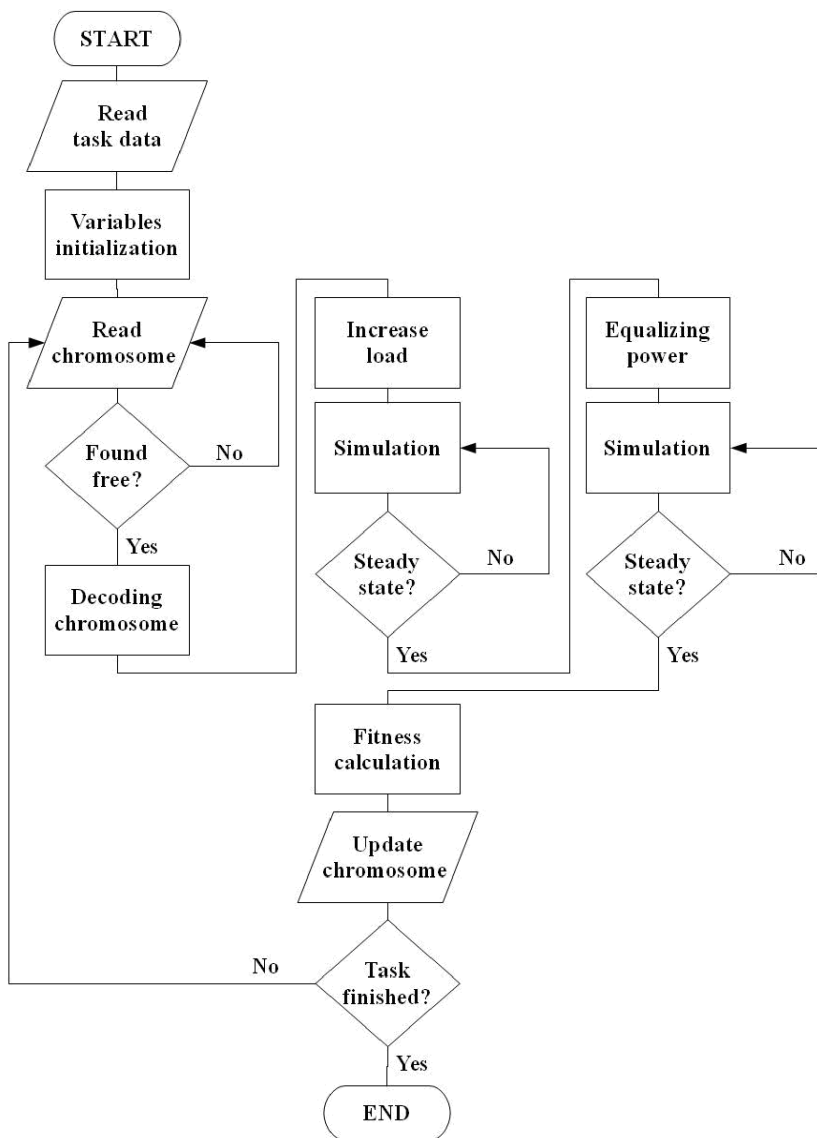 START
Read
task data
Variables
initialization
Read
chromosome
Found
free?
No
Yes
Decoding
chromosome
Increase
load
Simulation
Steady
state?
No
Yes
Equalizing
power
Simulation
Steady
state?
No
Yes
Fitness
calculation
Update
chromosome
Task
finished?
No
Yes
END